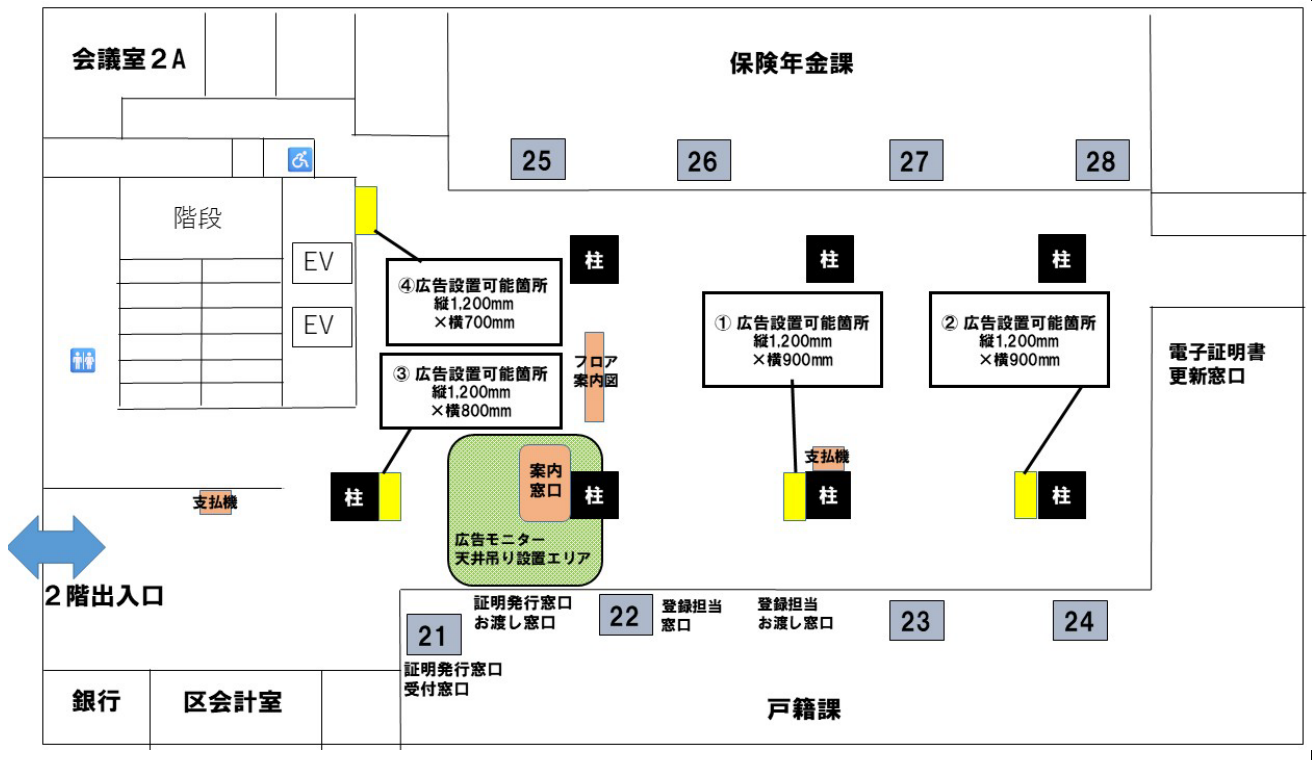 会議室２A
保険年金課
25
26
27
28
階段
EV
EV
柱
柱
柱
④広告設置可能箇所
縦1,200mm
×横700mm
① 広告設置可能箇所
縦1,200mm
×横900mm
② 広告設置可能箇所
縦1,200mm
×横900mm
③ 広告設置可能箇所
縦1,200mm
×横800mm
フロア
案内図
電子証明書
更新窓口
支払機
柱
案内
窓口
柱
支払機
柱
柱
広告モニター
天井吊り設置エリア
２階出入口
21
証明発行窓口
受付窓口
証明発行窓口
お渡し窓口
22
登録担当
窓口
登録担当
お渡し窓口
23
24
銀行
区会計室
戸籍課